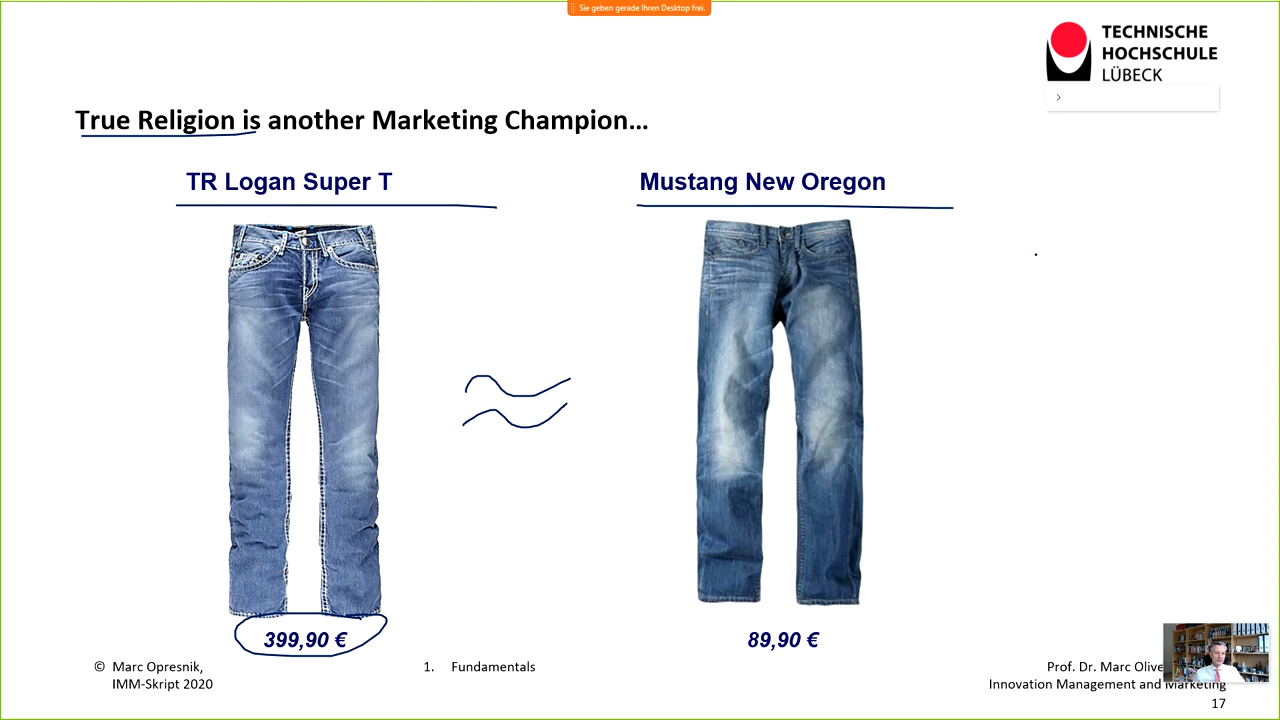 Sie geben gerade Ihren Desktop frei.
TECHNISCHE
HOCHSCHULE
LÜBECK
True Religion is another Marketing Champion…
TR Logan Super T
Mustang New Oregon
399,90 €
89,90 €
© Marc Opresnik,
IMM-Skript 2020
1. Fundamentals
Prof. Dr. Marc Olive
Innovation Management and Marketing
17